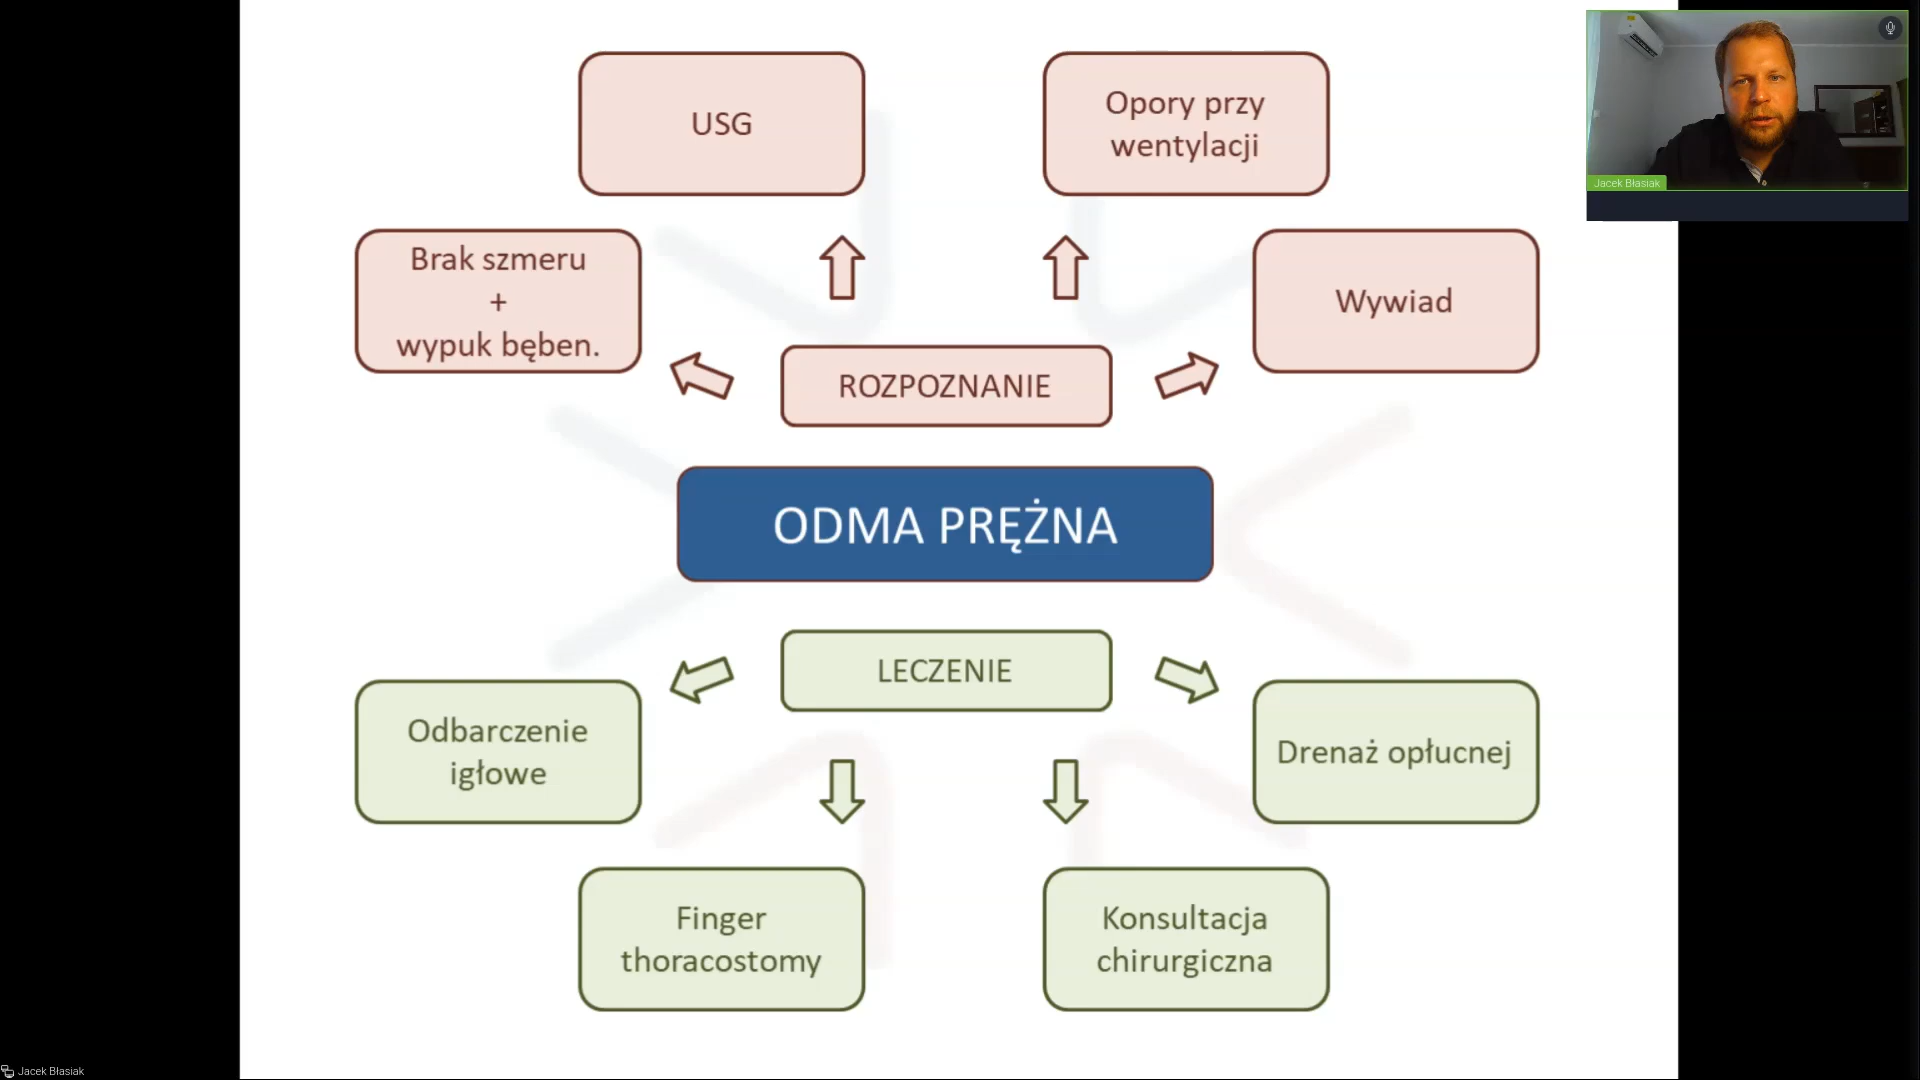 USG
Opory przy
wentylacji
Jacek Błasiak
Brak szmeru
+
wypuk bęben.
Wywiad
ROZPOZNANIE
ODMA PRĘŻNA
LECZENIE
Odbarczenie
igłowe
Drenaż opłucnej
Finger
thoracostomy
Konsultacja
chirurgiczna
Jacek Błasiak